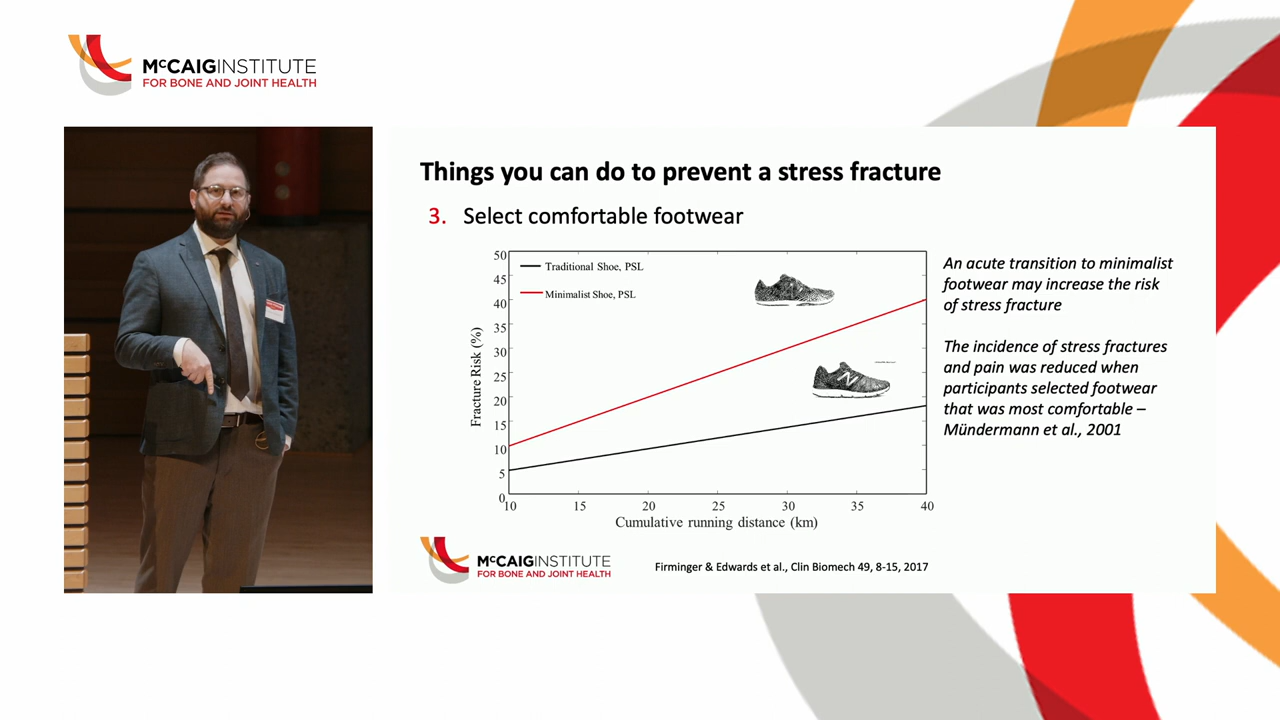 McCAIGINSTITUTE
FOR BONE AND JOINT HEALTH
Things you can do to prevent a stress fracture
3. Select comfortable footwear
50
45
40
35
30
25
20
15
10
5
0
Fracture Risk (%)
Traditional Shoe, PSL
Minimalist Shoe, PSL
10 15 20 25 30 35 40
Cumulative running distance (km)
An acute transition to minimalist
footwear may increase the risk
of stress fracture
The incidence of stress fractures
and pain was reduced when
participants selected footwear
that was most comfortable –
Mündermann et al., 2001
McCAIGINSTITUTE
FOR BONE AND JOINT HEALTH
Firminger & Edwards et al., Clin Biomech 49, 8-15, 2017